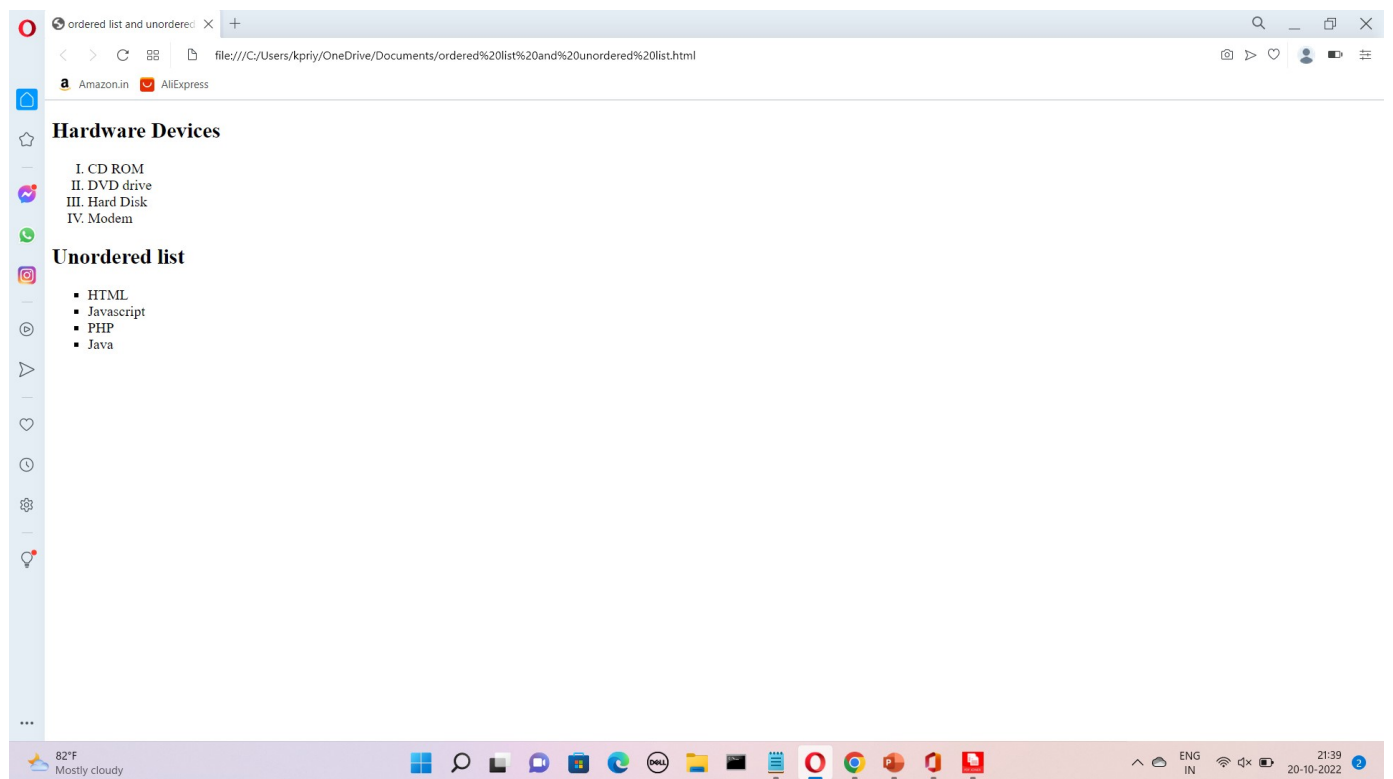 ordered list and unordered
file:///C:/Users/kpriy/OneDrive/Documents/ordered%20list%20and%20unordered%20list.html
a Amazon.in AliExpress
Hardware Devices
I. CD ROM
II. DVD drive
III. Hard Disk
IV. Modem
Unordered list
▪ HTML
▪ Javascript
▪ PHP
▪ Java
82°F
Mostly cloudy
DELL
ENG
IN
21:39
20-10-2022
2